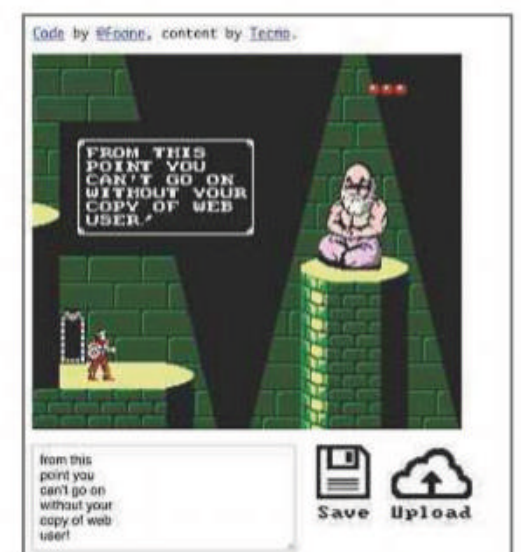 Code by @Foone, content by Tecmo.
FROM THIS
POINT YOU
CAN'T GO ON
WITHOUT YOUR
COPY OF WEB
USER!
from this
point you
can't go on
without your
copy of web
user!
Save Upload